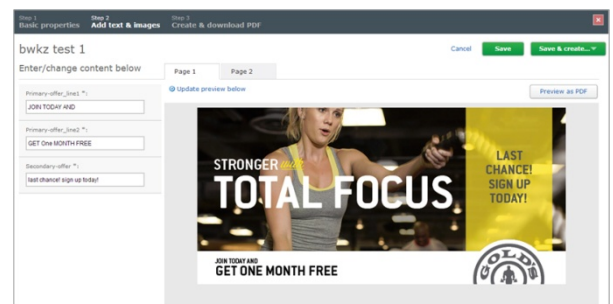 Step 1
Basic properties
Step 2
Add text & images
Step 3
Create & download PDF
bwkz test 1
Cancel
Save
Save & create...
Enter/change content below
Page 1
Page 2
Update preview below
Preview as PDF
Primary-offer_line1 *:
JOIN TODAY AND
Primary-offer_line2 *:
GET One MONTH FREE
Secondary-offer *:
last chance! sign up today!
STRONGER with
TOTAL FOCUS
LAST
CHANCE!
SIGN UP
TODAY!
JOIN TODAY AND
GET ONE MONTH FREE
GOLD'S